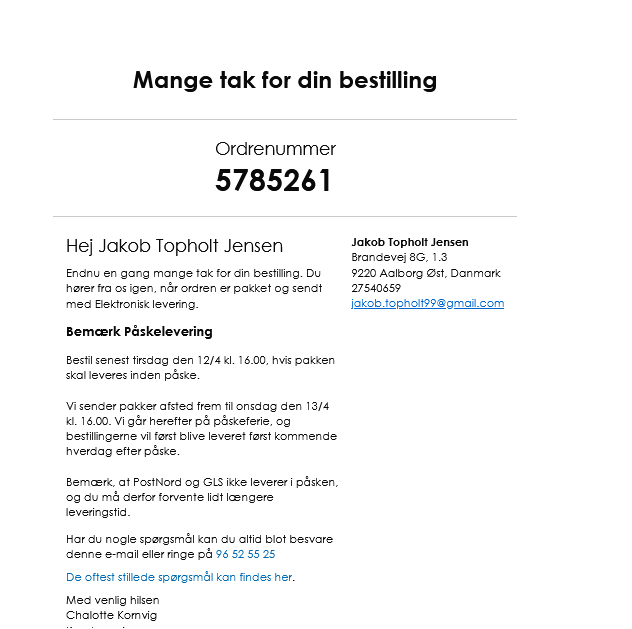 Mange tak for din bestilling
Ordrenummer
5785261
Hej Jakob Topholt Jensen
Endnu en gang mange tak for din bestilling. Du
hører fra os igen, når ordren er pakket og sendt
med Elektronisk levering.
Bemærk Påskelevering
Bestil senest tirsdag den 12/4 kl. 16.00, hvis pakken
skal leveres inden påske.
Vi sender pakker afsted frem til onsdag den 13/4
kl. 16.00. Vi går herefter på påskeferie, og
bestillingerne vil først blive leveret først kommende
hverdag efter påske.
Bemærk, at PostNord og GLS ikke leverer i påsken,
og du må derfor forvente lidt længere
leveringstid.
Har du nogle spørgsmål kan du altid blot besvare
denne e-mail eller ringe på 96 52 55 25
De oftest stillede spørgsmål kan findes her.
Med venlig hilsen
Chalotte Kornvig
Jakob Topholt Jensen
Brandevej 8G, 1.3
9220 Aalborg Øst, Danmark
27540659
jakob.topholt99@gmail.com